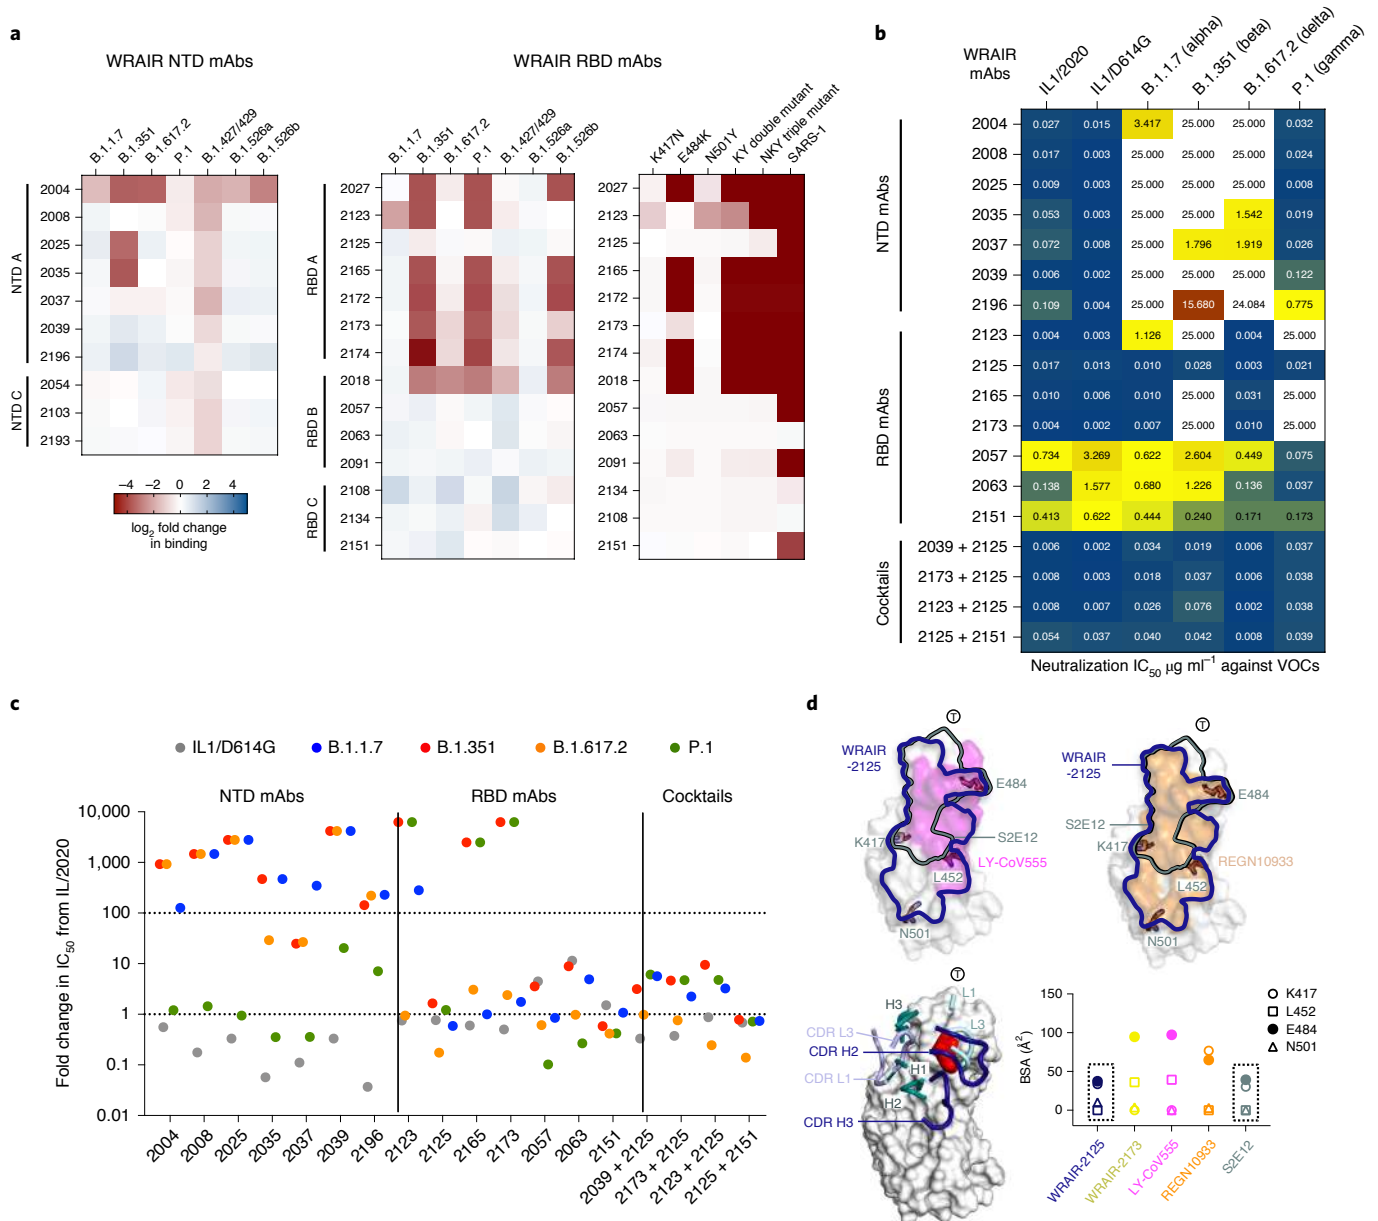 a
WRAIR NTD mAbs
B.1.1.7
B.1.351
B.1.617.2
P.1
B.1.427/429
B.1.526a
B.1.526b
NTD A
2004
2008
2025
2035
2037
2039
2196
NTD C
2054
2103
2193
−4 −2 0 2 4
log2 fold change
in binding
WRAIR RBD mAbs
B.1.1.7
B.1.351
B.1.617.2
P.1
B.1.427/429
B.1.526a
B.1.526b
RBD A
2027
2123
2125
2165
2172
2173
2174
RBD B
2018
2057
2063
2091
RBD C
2108
2134
2151
K417N
E484K
N501Y
KY double mutant
NKY triple mutant
SARS-1
2027
2123
2125
2165
2172
2173
2174
2018
2057
2063
2091
2134
2108
2151
b
WRAIR
mAbs
IL1/2020
IL1/D614G
B.1.1.7 (alpha)
B.1.351 (beta)
B.1.617.2 (delta)
P.1 (gamma)
NTD mAbs
2004 0.027 0.015 3.417 25.000 25.000 0.032
2008 0.017 0.003 25.000 25.000 25.000 0.024
2025 0.009 0.003 25.000 25.000 25.000 0.008
2035 0.053 0.003 25.000 25.000 1.542 0.019
2037 0.072 0.008 25.000 1.796 1.919 0.026
2039 0.006 0.002 25.000 25.000 25.000 0.122
2196 0.109 0.004 25.000 15.680 24.084 0.775
RBD mAbs
2123 0.004 0.003 1.126 25.000 0.004 25.000
2125 0.017 0.013 0.010 0.028 0.003 0.021
2165 0.010 0.006 0.010 25.000 0.031 25.000
2173 0.004 0.002 0.007 25.000 0.010 25.000
2057 0.734 3.269 0.622 2.604 0.449 0.075
2063 0.138 1.577 0.680 1.226 0.136 0.037
2151 0.413 0.622 0.444 0.240 0.171 0.173
Cocktails
2039 + 2125 0.006 0.002 0.034 0.019 0.006 0.037
2173 + 2125 0.008 0.003 0.018 0.037 0.006 0.038
2123 + 2125 0.008 0.007 0.026 0.076 0.002 0.038
2125 + 2151 0.054 0.037 0.040 0.042 0.008 0.039
Neutralization IC50 μg ml−1 against VOCs
c
IL1/D614G B.1.1.7 B.1.351 B.1.617.2 P.1
NTD mAbs RBD mAbs Cocktails
Fold change in IC50 from IL/2020
10,000
1,000
100
10
1
0.1
0.01
2004
2008
2025
2035
2037
2039
2196
2123
2125
2165
2173
2057
2063
2151
2039 + 2125
2173 + 2125
2123 + 2125
2125 + 2151
d
T
WRAIR
-2125
E484
S2E12
K417
LY-CoV555
L452
N501
T
WRAIR
-2125
E484
S2E12
K417
REGN10933
L452
N501
T
L1
H3
CDR L3
L3
CDR H2
H1
CDR L1
H2
CDR H3
BSA (Å2)
150
100
50
0
K417
L452
E484
N501
WRAIR-2125
WRAIR-2173
LY-CoV555
REGN10933
S2E12